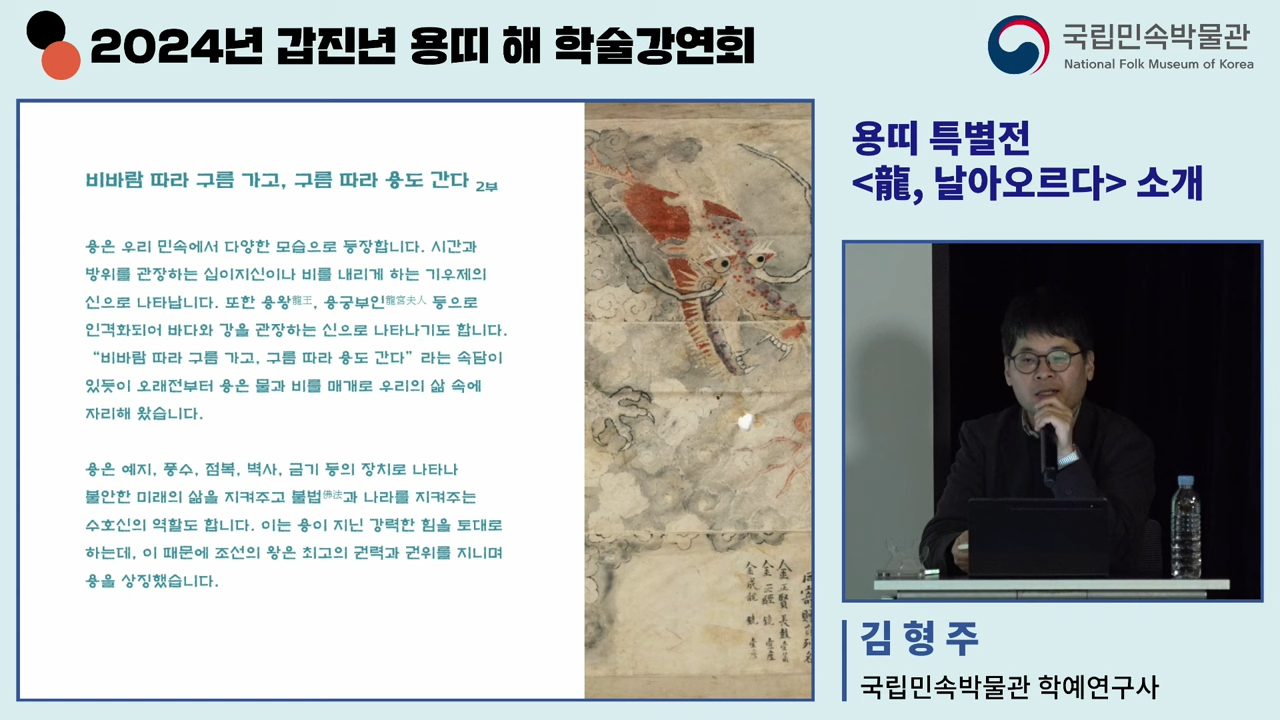 2024년 갑진년 용띠 해 학술강연회
국립민속박물관
National Folk Museum of Korea
비바람 따라 구름 가고, 구름 따라 용도 간다 2부
용은 우리 민속에서 다양한 모습으로 등장합니다. 시간과
방위를 관장하는 십이지신이나 비를 내리게 하는 기우제의
신으로 나타납니다. 또한 용왕龍王, 용궁부인龍宮夫人 등으로
인격화되어 바다와 강을 관장하는 신으로 나타나기도 합니다.
“비바람 따라 구름 가고, 구름 따라 용도 간다” 라는 속담이
있듯이 오래전부터 용은 물과 비를 매개로 우리의 삶 속에
자리해 왔습니다.
용은 예지, 풍수, 점복, 벽사, 금기 등의 장치로 나타나
불안한 미래의 삶을 지켜주고 불법佛法과 나라를 지켜주는
수호신의 역할도 합니다. 이는 용이 지닌 강력한 힘을 토대로
하는데, 이 때문에 조선의 왕은 최고의 권력과 권위를 지니며
용을 상징했습니다.
용띠 특별전
<龍, 날아오르다> 소개
김형주
국립민속박물관 학예연구사